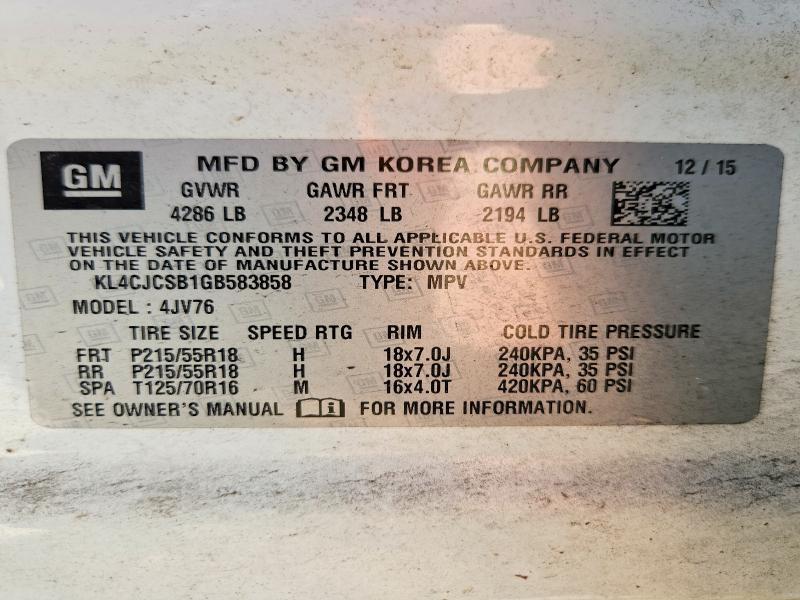 GM MFD BY GM KOREA COMPANY 12 / 15
GVWR GAWR FRT GAWR RR
4286 LB 2348 LB 2194 LB
THIS VEHICLE CONFORMS TO ALL APPLICABLE U.S. FEDERAL MOTOR
VEHICLE SAFETY AND THEFT PREVENTION STANDARDS IN EFFECT
ON THE DATE OF MANUFACTURE SHOWN ABOVE.
KL4CJCSB1GB583858 TYPE: MPV
MODEL : 4JV76
TIRE SIZE SPEED RTG RIM COLD TIRE PRESSURE
FRT P215/55R18 H 18x7.0J 240KPA, 35 PSI
RR P215/55R18 H 18x7.0J 240KPA, 35 PSI
SPA T125/70R16 M 16x4.0T 420KPA, 60 PSI
SEE OWNER'S MANUAL FOR MORE INFORMATION.